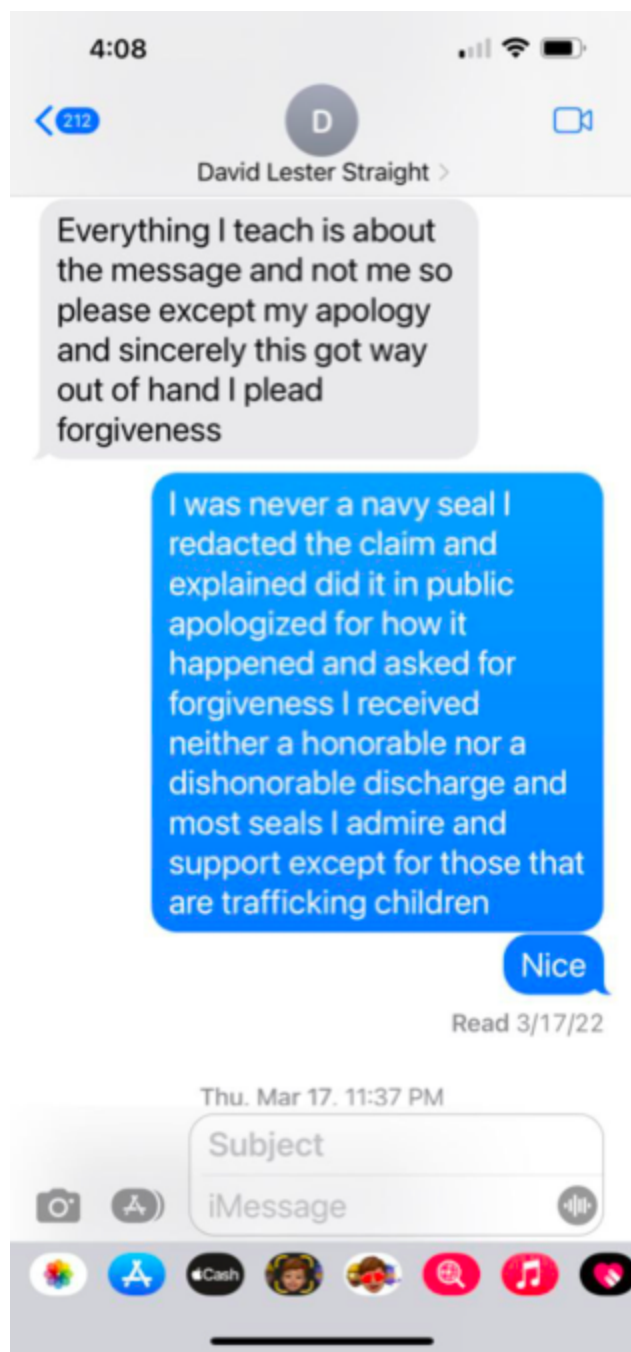 4:08
212
D
David Lester Straight
Everything I teach is about
the message and not me so
please except my apology
and sincerely this got way
out of hand I plead
forgiveness
I was never a navy seal I
redacted the claim and
explained did it in public
apologized for how it
happened and asked for
forgiveness I received
neither a honorable nor a
dishonorable discharge and
most seals I admire and
support except for those that
are trafficking children
Nice
Read 3/17/22
Thu. Mar 17. 11:37 PM
Subject
iMessage
Cash